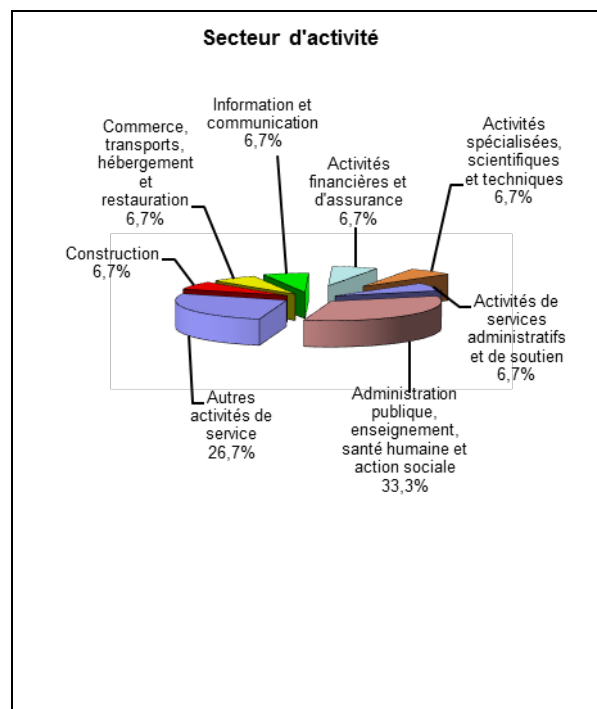 Secteur d'activité
Information et
communication
6,7%
Commerce,
transports,
hébergement
et
restauration
6,7%
Construction
6,7%
Activités
financières et
d'assurance
6,7%
Activités
spécialisées,
scientifiques
et techniques
6,7%
Activités de
services
administratifs
et de soutien
6,7%
Autres
activités de
service
26,7%
Administration
publique,
enseignement,
santé humaine et
action sociale
33,3%